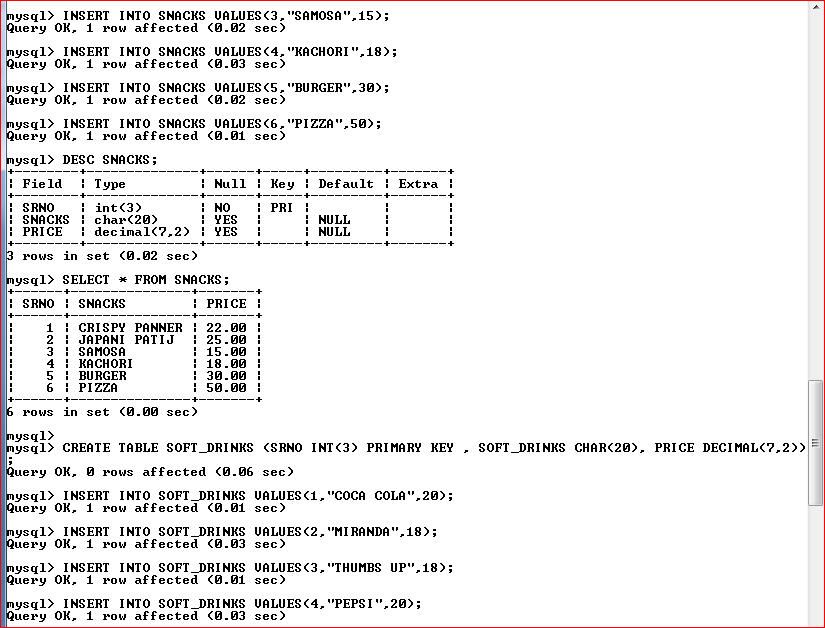 mysql> INSERT INTO SNACKS VALUES(3,"SAMOSA",15);
Query OK, 1 row affected (0.02 sec)
mysql> INSERT INTO SNACKS VALUES(4,"KACHORI",18);
Query OK, 1 row affected (0.03 sec)
mysql> INSERT INTO SNACKS VALUES(5,"BURGER",30);
Query OK, 1 row affected (0.02 sec)
mysql> INSERT INTO SNACKS VALUES(6,"PIZZA",50);
Query OK, 1 row affected (0.01 sec)
mysql> DESC SNACKS;
+--------+--------------+------+-----+---------+-------+
| Field  | Type         | Null | Key | Default | Extra |
+--------+--------------+------+-----+---------+-------+
| SRNO   | int(3)       | NO   | PRI |         |       |
| SNACKS | char(20)     | YES  |     | NULL    |       |
| PRICE  | decimal(7,2) | YES  |     | NULL    |       |
+--------+--------------+------+-----+---------+-------+
3 rows in set (0.02 sec)
mysql> SELECT * FROM SNACKS;
+------+---------------+-------+
| SRNO | SNACKS        | PRICE |
+------+---------------+-------+
|    1 | CRISPY PANNER | 22.00 |
|    2 | JAPANI PATIJ  | 25.00 |
|    3 | SAMOSA        | 15.00 |
|    4 | KACHORI       | 18.00 |
|    5 | BURGER        | 30.00 |
|    6 | PIZZA         | 50.00 |
+------+---------------+-------+
6 rows in set (0.00 sec)
mysql>
mysql> CREATE TABLE SOFT_DRINKS (SRNO INT(3) PRIMARY KEY , SOFT_DRINKS CHAR(20), PRICE DECIMAL(7,2))
;
Query OK, 0 rows affected (0.06 sec)
mysql> INSERT INTO SOFT_DRINKS VALUES(1,"COCA COLA",20);
Query OK, 1 row affected (0.01 sec)
mysql> INSERT INTO SOFT_DRINKS VALUES(2,"MIRANDA",18);
Query OK, 1 row affected (0.03 sec)
mysql> INSERT INTO SOFT_DRINKS VALUES(3,"THUMBS UP",18);
Query OK, 1 row affected (0.01 sec)
mysql> INSERT INTO SOFT_DRINKS VALUES(4,"PEPSI",20);
Query OK, 1 row affected (0.03 sec)